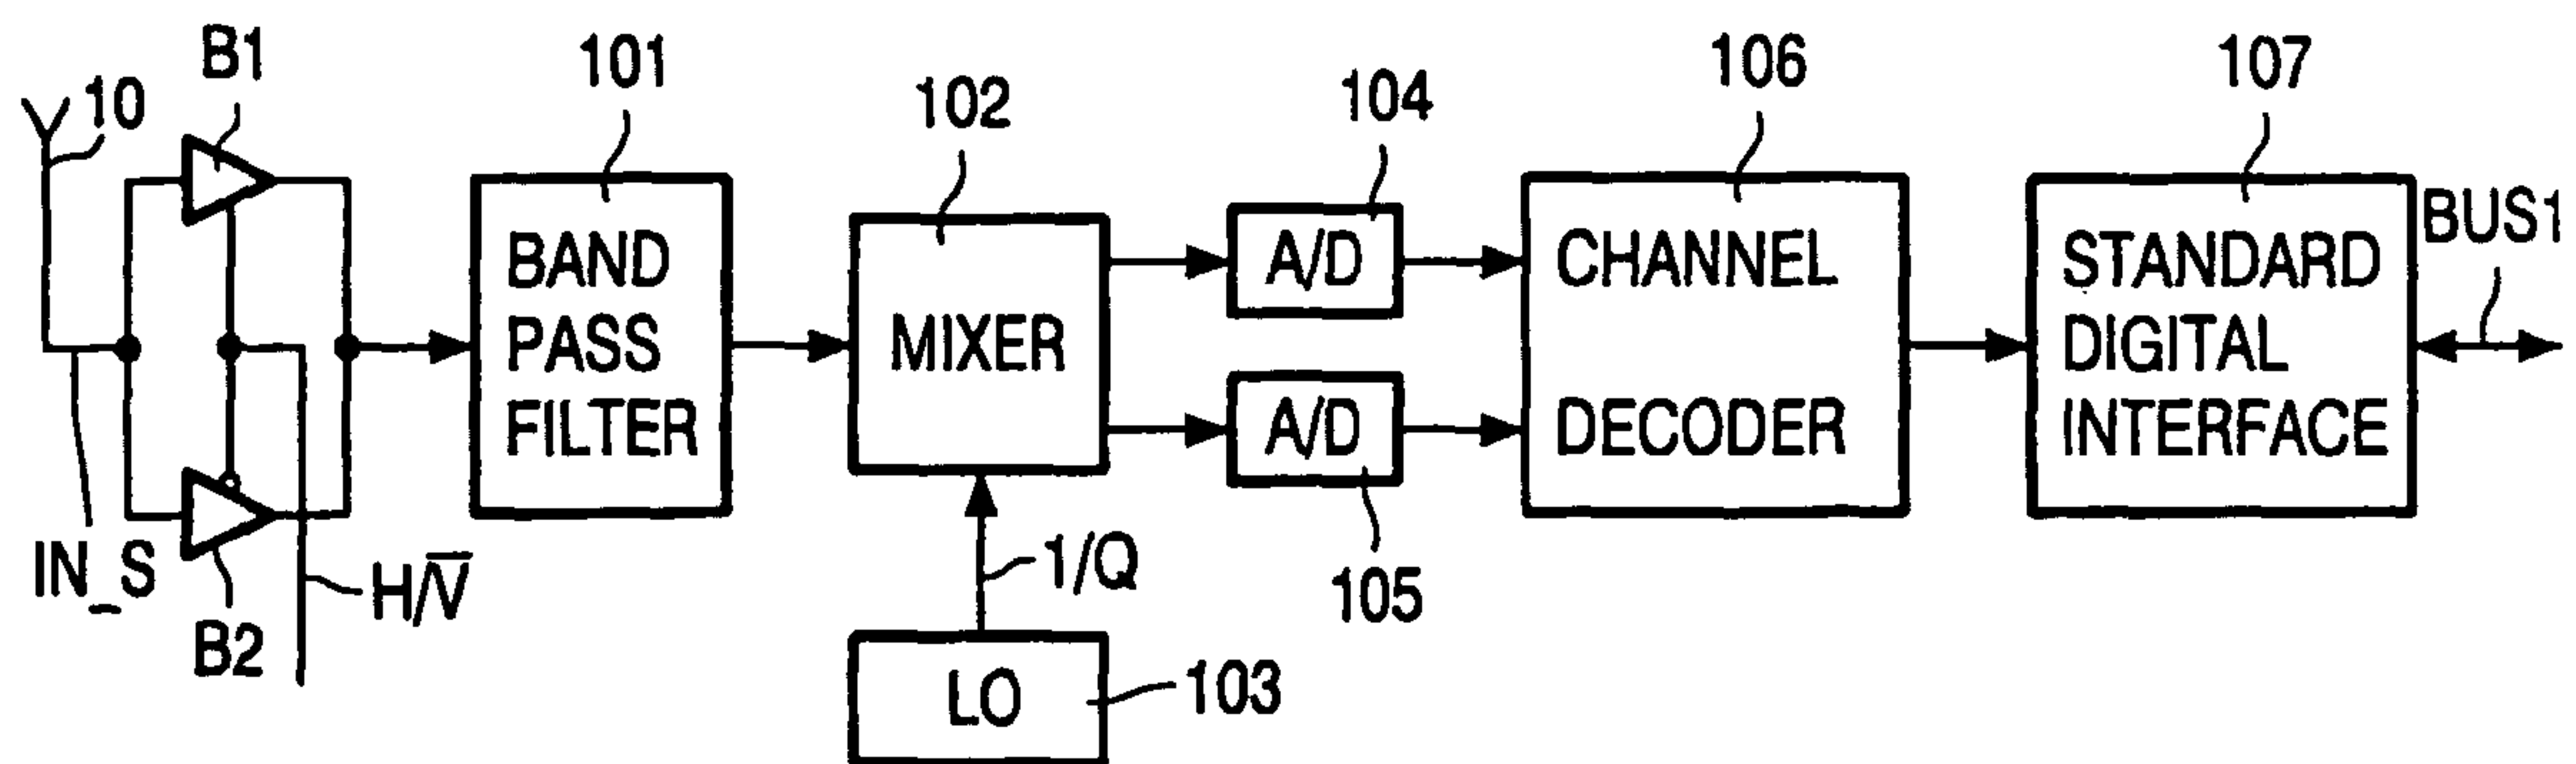 B1
10
101
102
104
106
107
BAND
PASS
FILTER
MIXER
A/D
A/D
CHANNEL
DECODER
STANDARD
DIGITAL
INTERFACE
BUS1
IN_S
B2
H/V̅
1/Q
105
LO
103